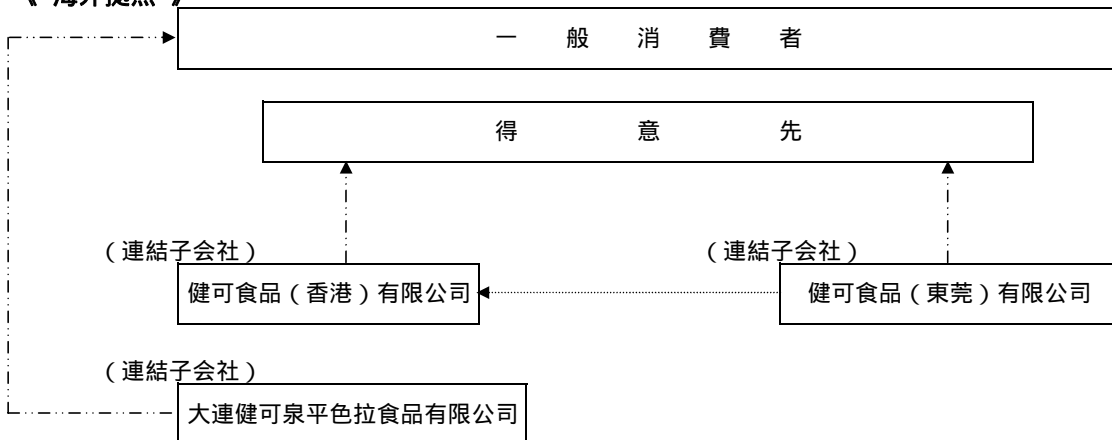 《 海外拠点 》
一 般 消 費 者
得 意 先
（連結子会社）
（連結子会社）
健可食品（香港）有限公司
健可食品（東莞）有限公司
（連結子会社）
大連健可泉平色拉食品有限公司